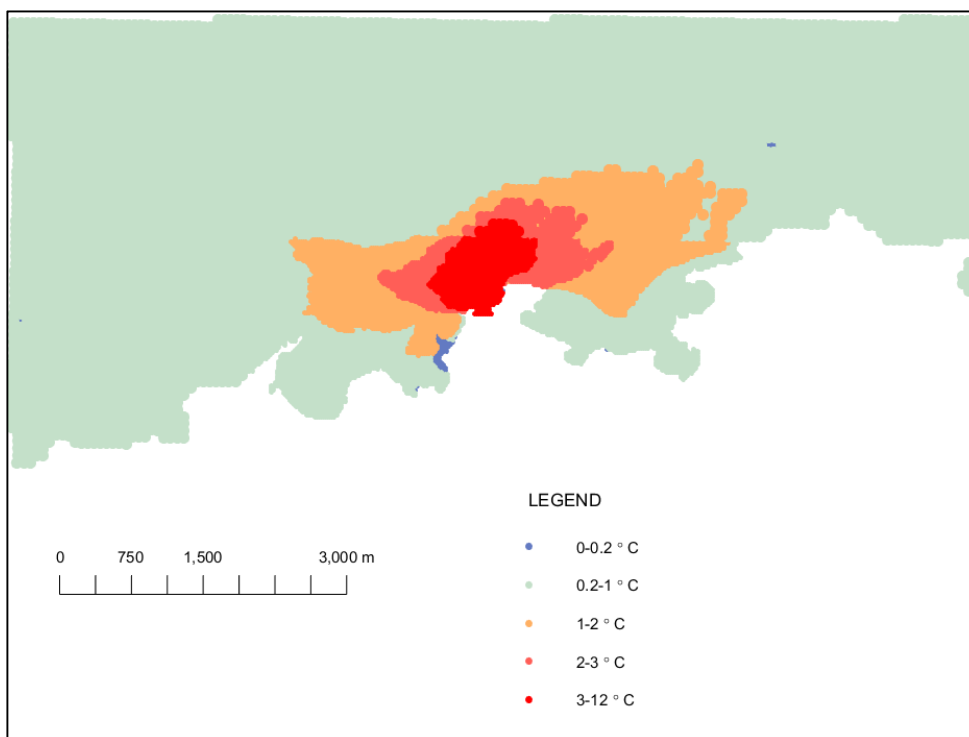 LEGEND
0 750 1,500 3,000 m
0-0.2 ° C
0.2-1 ° C
1-2 ° C
2-3 ° C
3-12 ° C